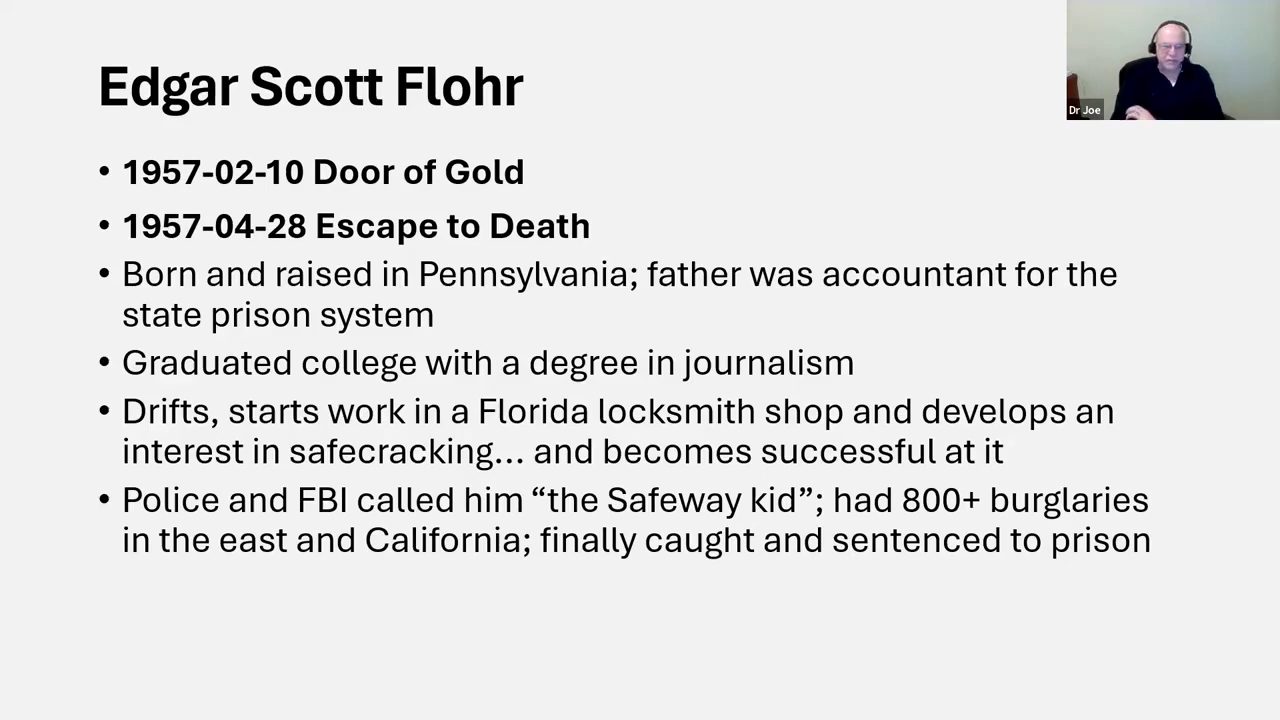 Edgar Scott Flohr
Dr Joe
• 1957-02-10 Door of Gold
• 1957-04-28 Escape to Death
• Born and raised in Pennsylvania; father was accountant for the
state prison system
• Graduated college with a degree in journalism
• Drifts, starts work in a Florida locksmith shop and develops an
interest in safecracking... and becomes successful at it
• Police and FBI called him “the Safeway kid”; had 800+ burglaries
in the east and California; finally caught and sentenced to prison